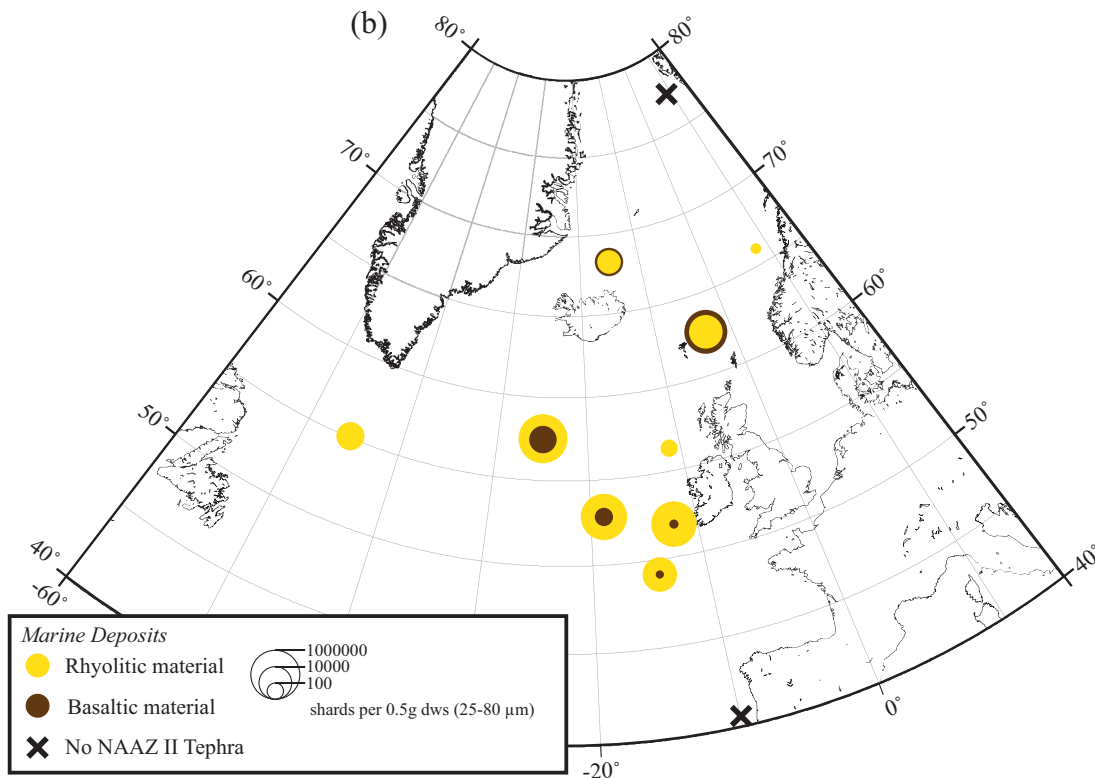 (b)
80°
80°
70°
70°
60°
60°
50°
50°
40°
40°
-60°
0°
-20°
Marine Deposits
Rhyolitic material
Basaltic material
No NAAZ II Tephra
1000000
10000
100
shards per 0.5g dws (25-80 µm)